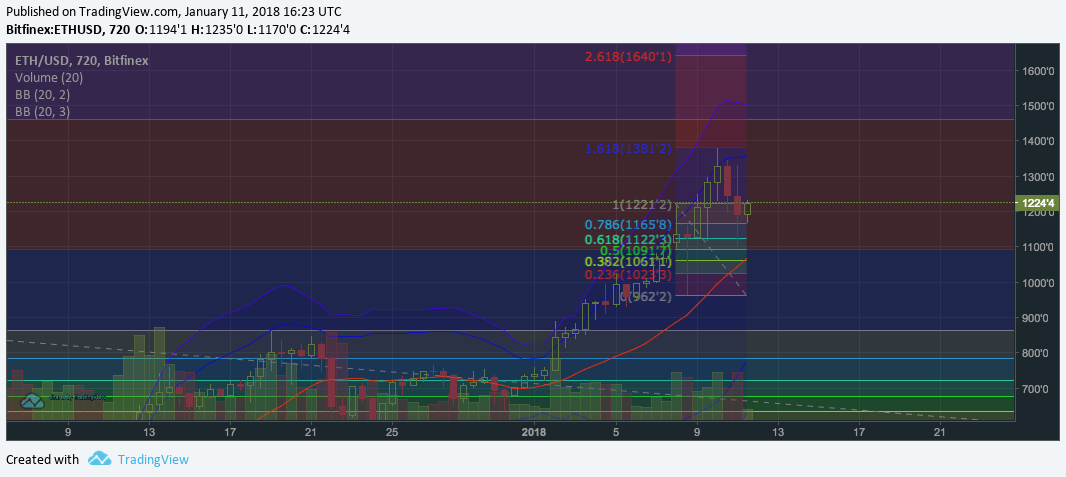 Published on TradingView.com, January 11, 2018 16:23 UTC
Bitfinex:ETHUSD, 720 O:1194'1 H:1235'0 L:1170'0 C:1224'4
ETH/USD, 720, Bitfinex
Volume (20)
BB (20, 2)
BB (20, 3)
2.618(1640'1)
1.618(1381'2)
1(1221'2)
0.786(1165'8)
0.618(1122'3)
0.5(1091'7)
0.382(1061'1)
0.236(1023'3)
0(962'2)
1600'0
1500'0
1400'0
1300'0
1224'4
1200'0
1100'0
1000'0
900'0
800'0
700'0
9 13 17 21 25 2018 5 9 13 17 21
Created with TradingView